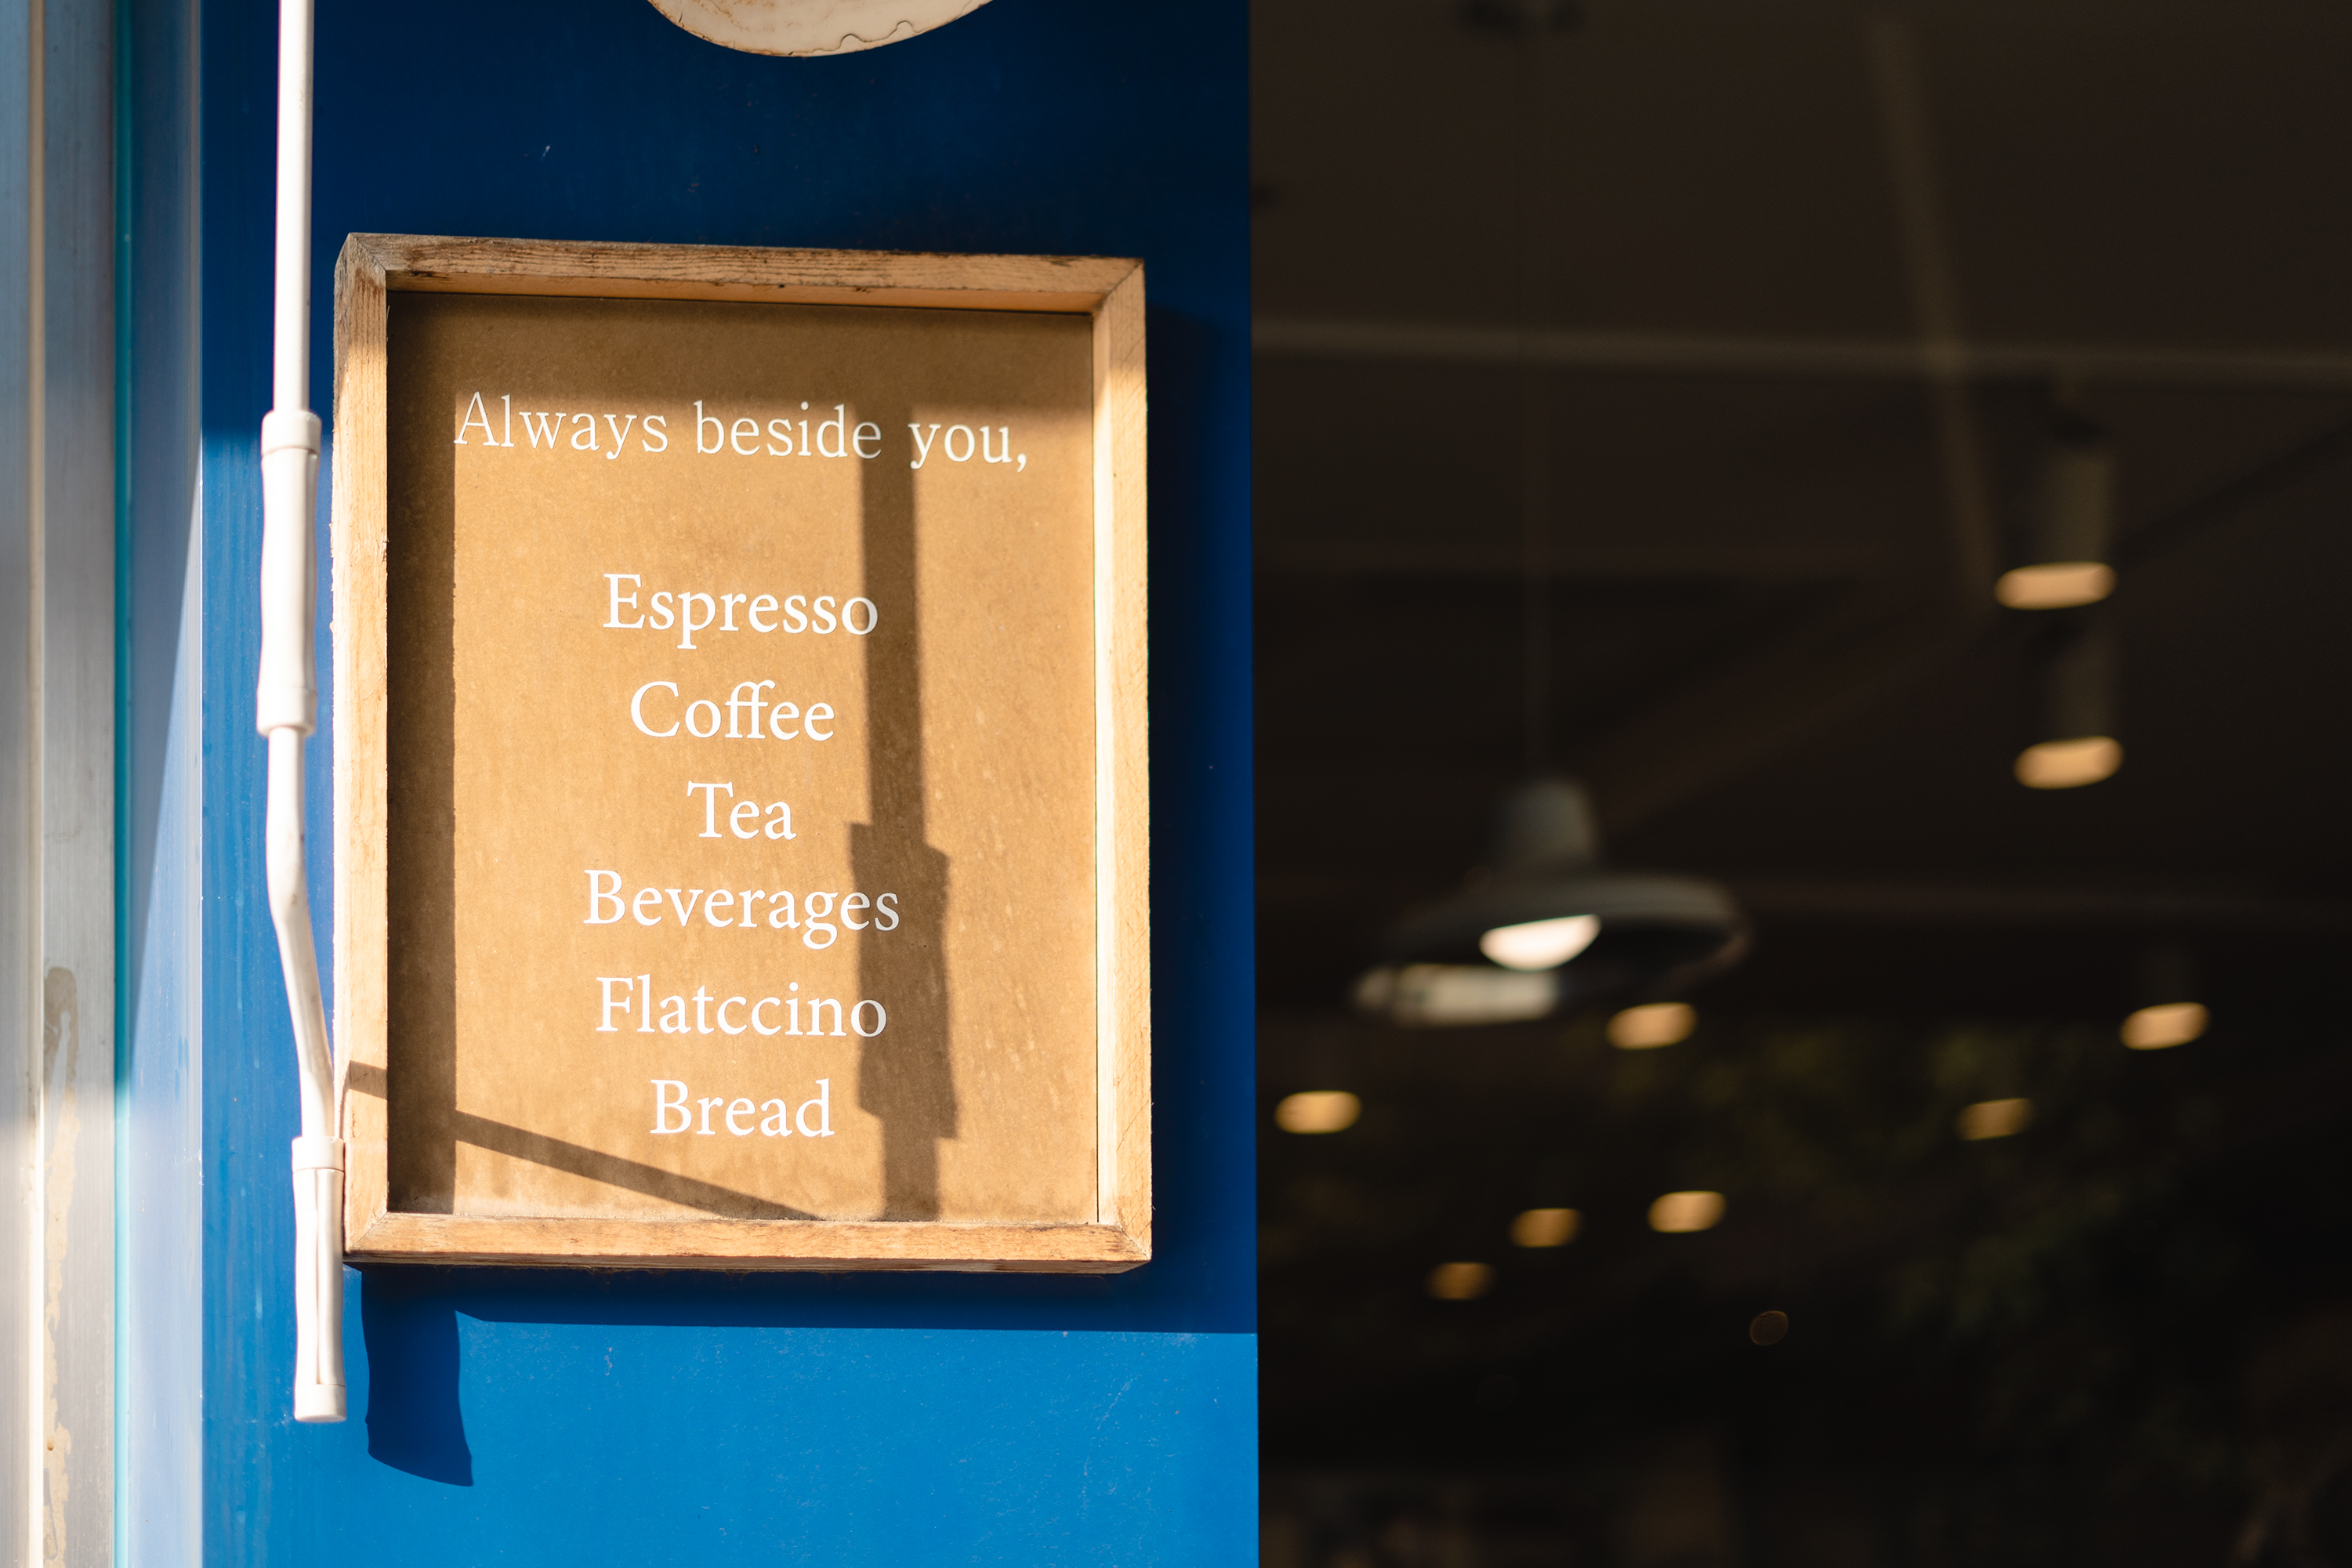 Always beside you,
Espresso
Coffee
Tea
Beverages
Flatccino
Bread